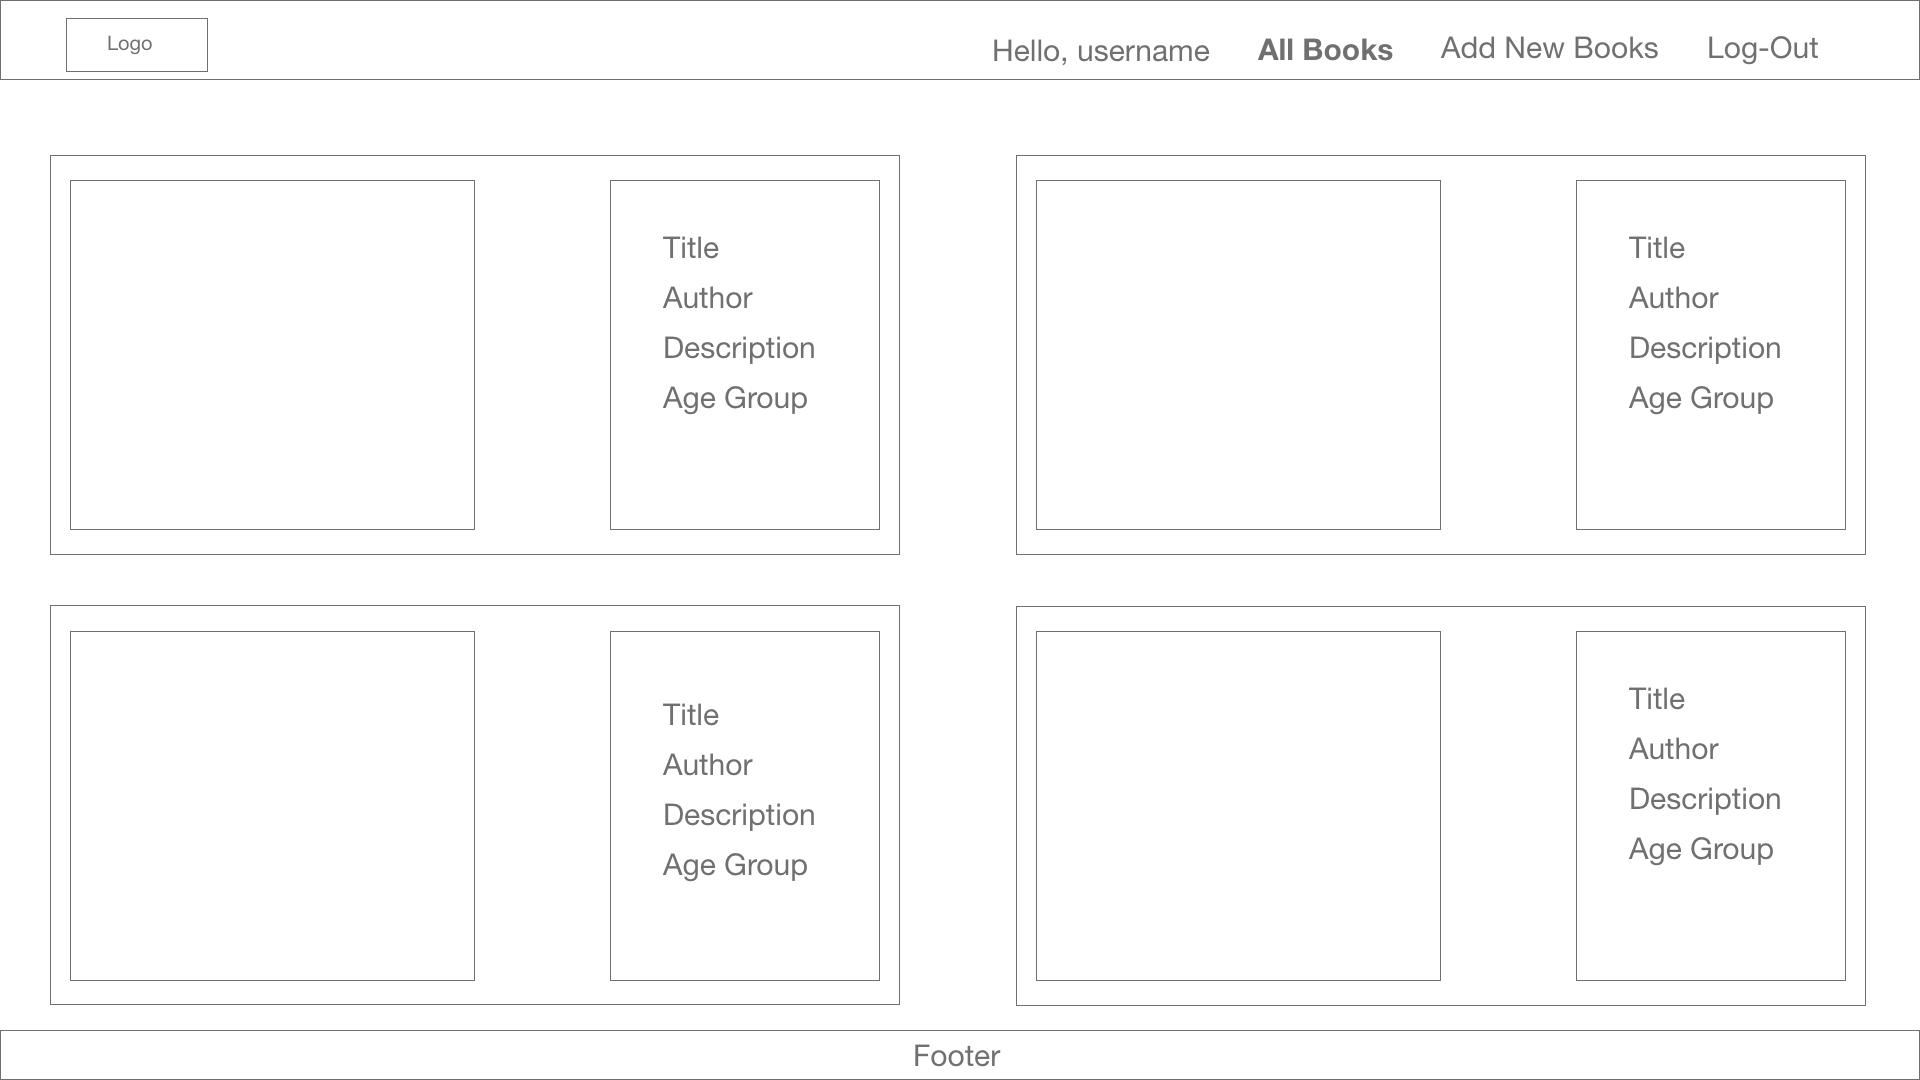 Logo
Hello, username All Books Add New Books Log-Out
Title
Author
Description
Age Group
Title
Author
Description
Age Group
Title
Author
Description
Age Group
Title
Author
Description
Age Group
Footer